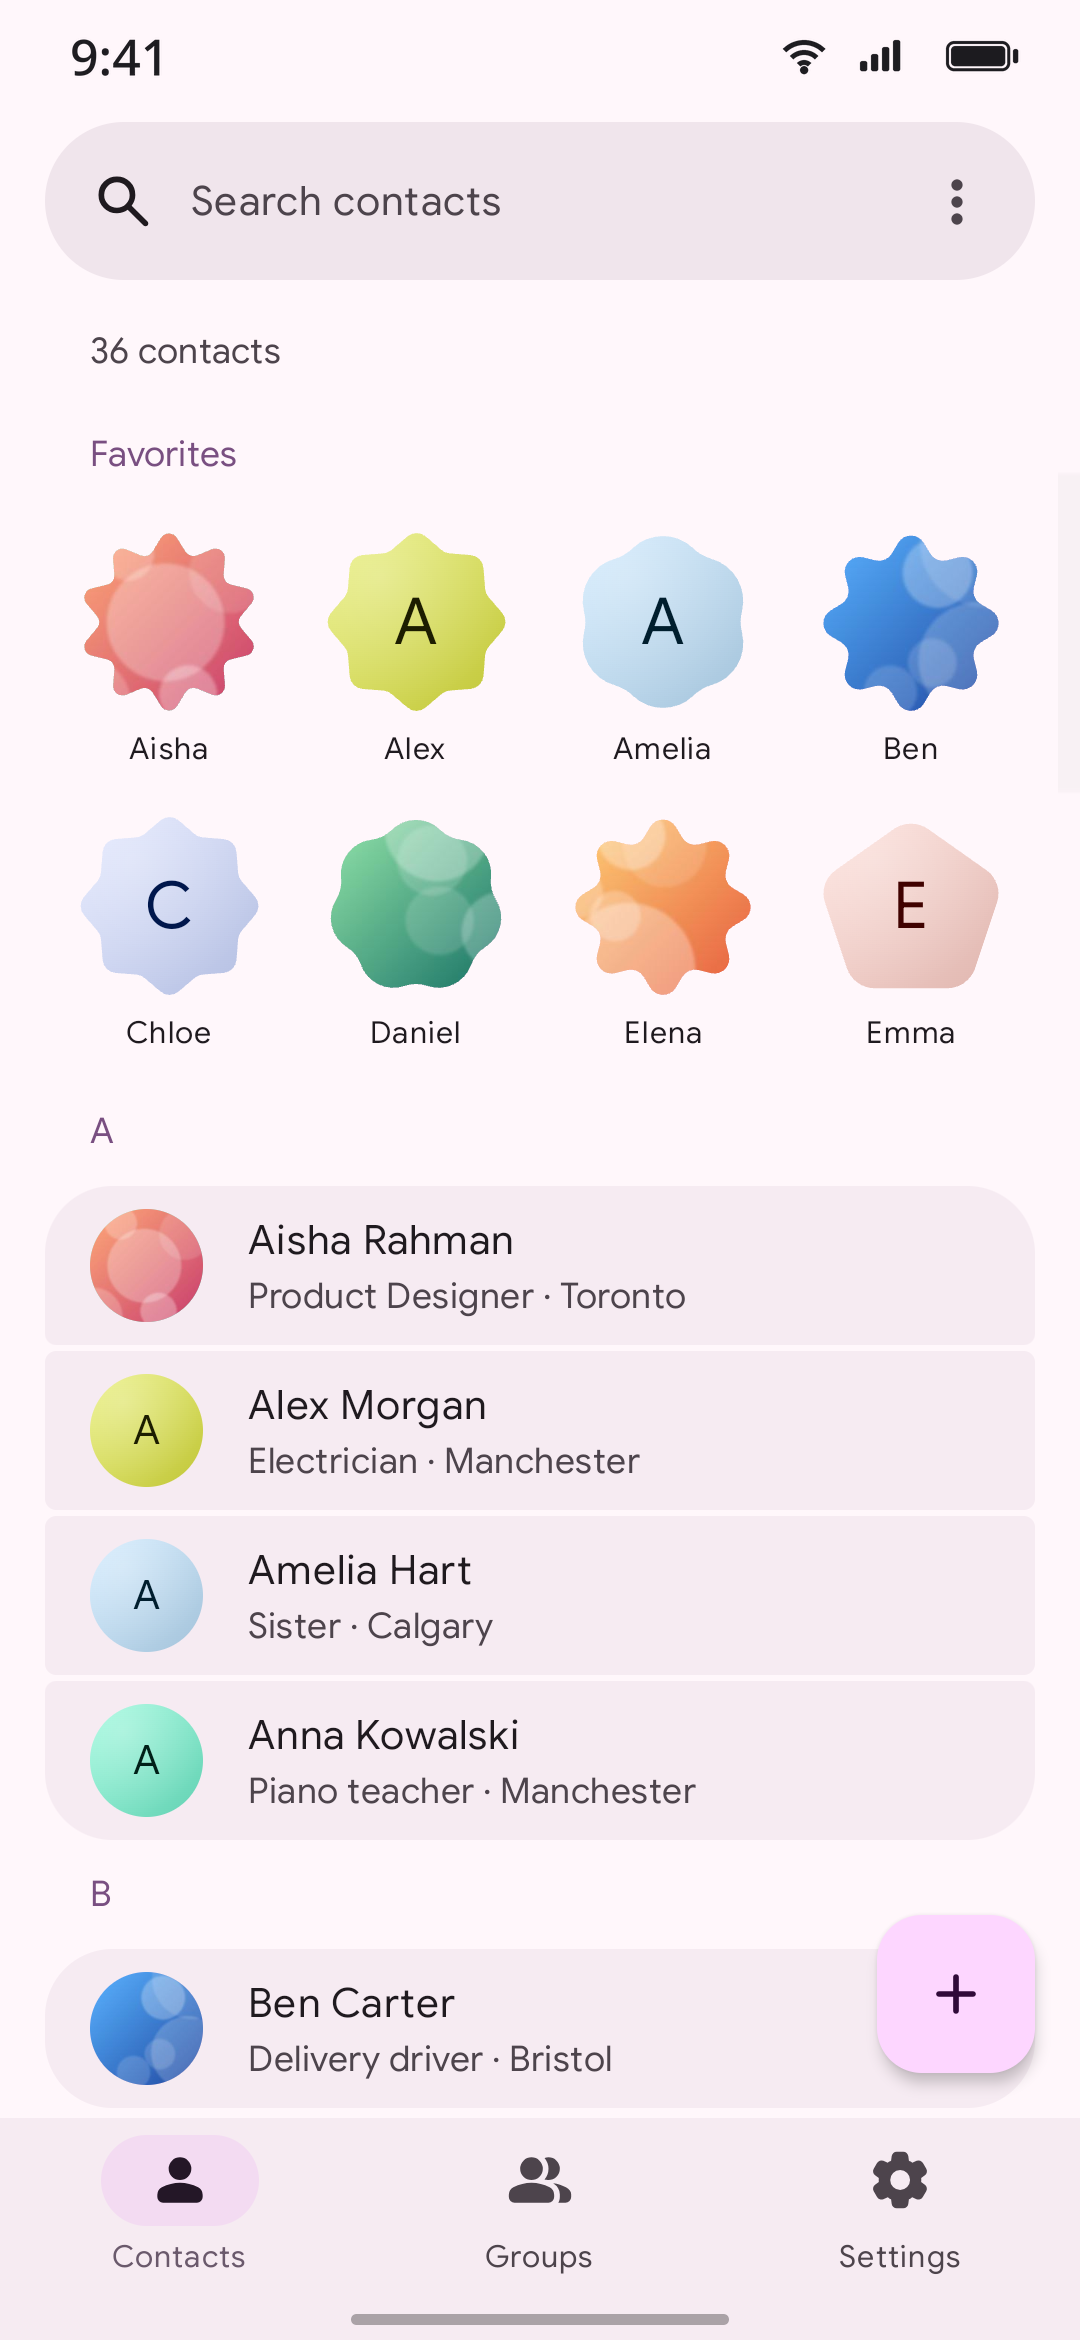 9:41
Search contacts
36 contacts
Favorites
A
A
Aisha
Alex
Amelia
Ben
C
E
Chloe
Daniel
Elena
Emma
A
Aisha Rahman
Product Designer · Toronto
A
Alex Morgan
Electrician · Manchester
A
Amelia Hart
Sister · Calgary
A
Anna Kowalski
Piano teacher · Manchester
B
Ben Carter
Delivery driver · Bristol
Contacts
Groups
Settings